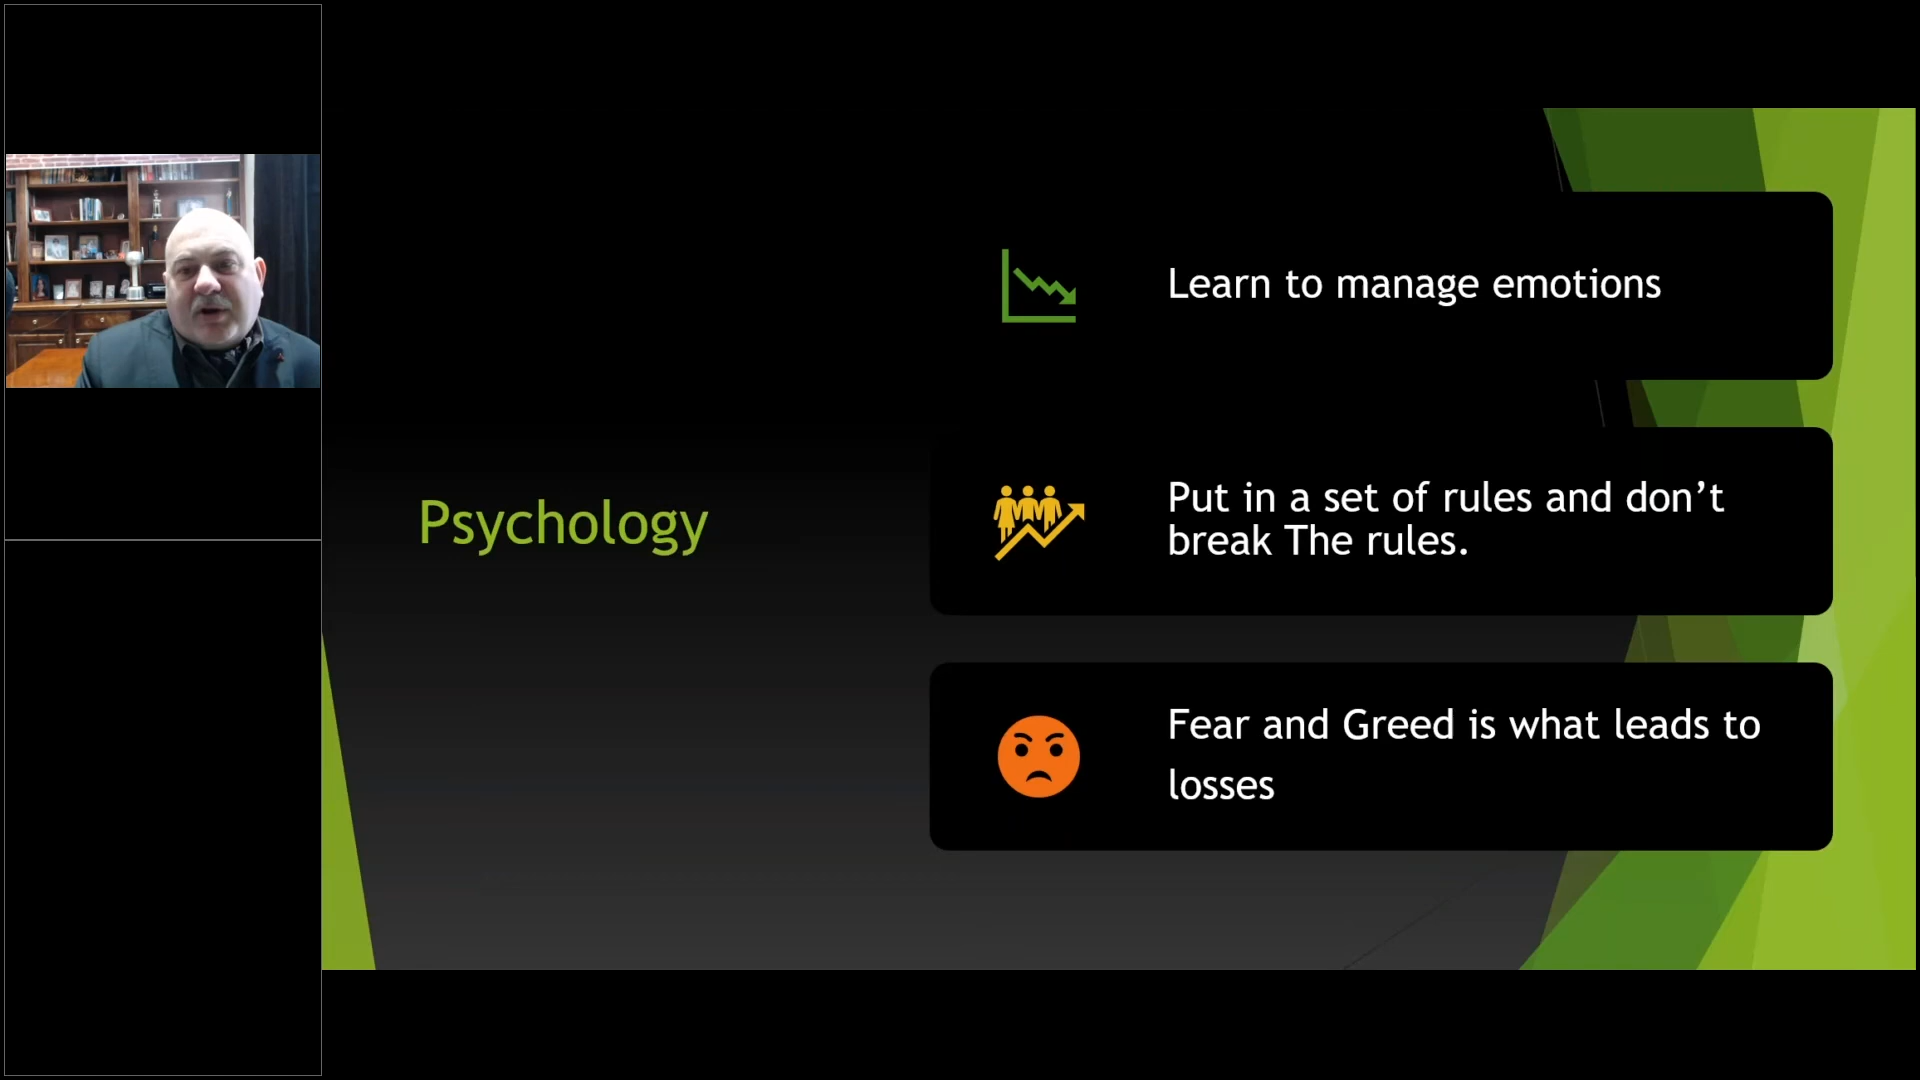 Psychology
Learn to manage emotions
Put in a set of rules and don’t
break The rules.
Fear and Greed is what leads to
losses